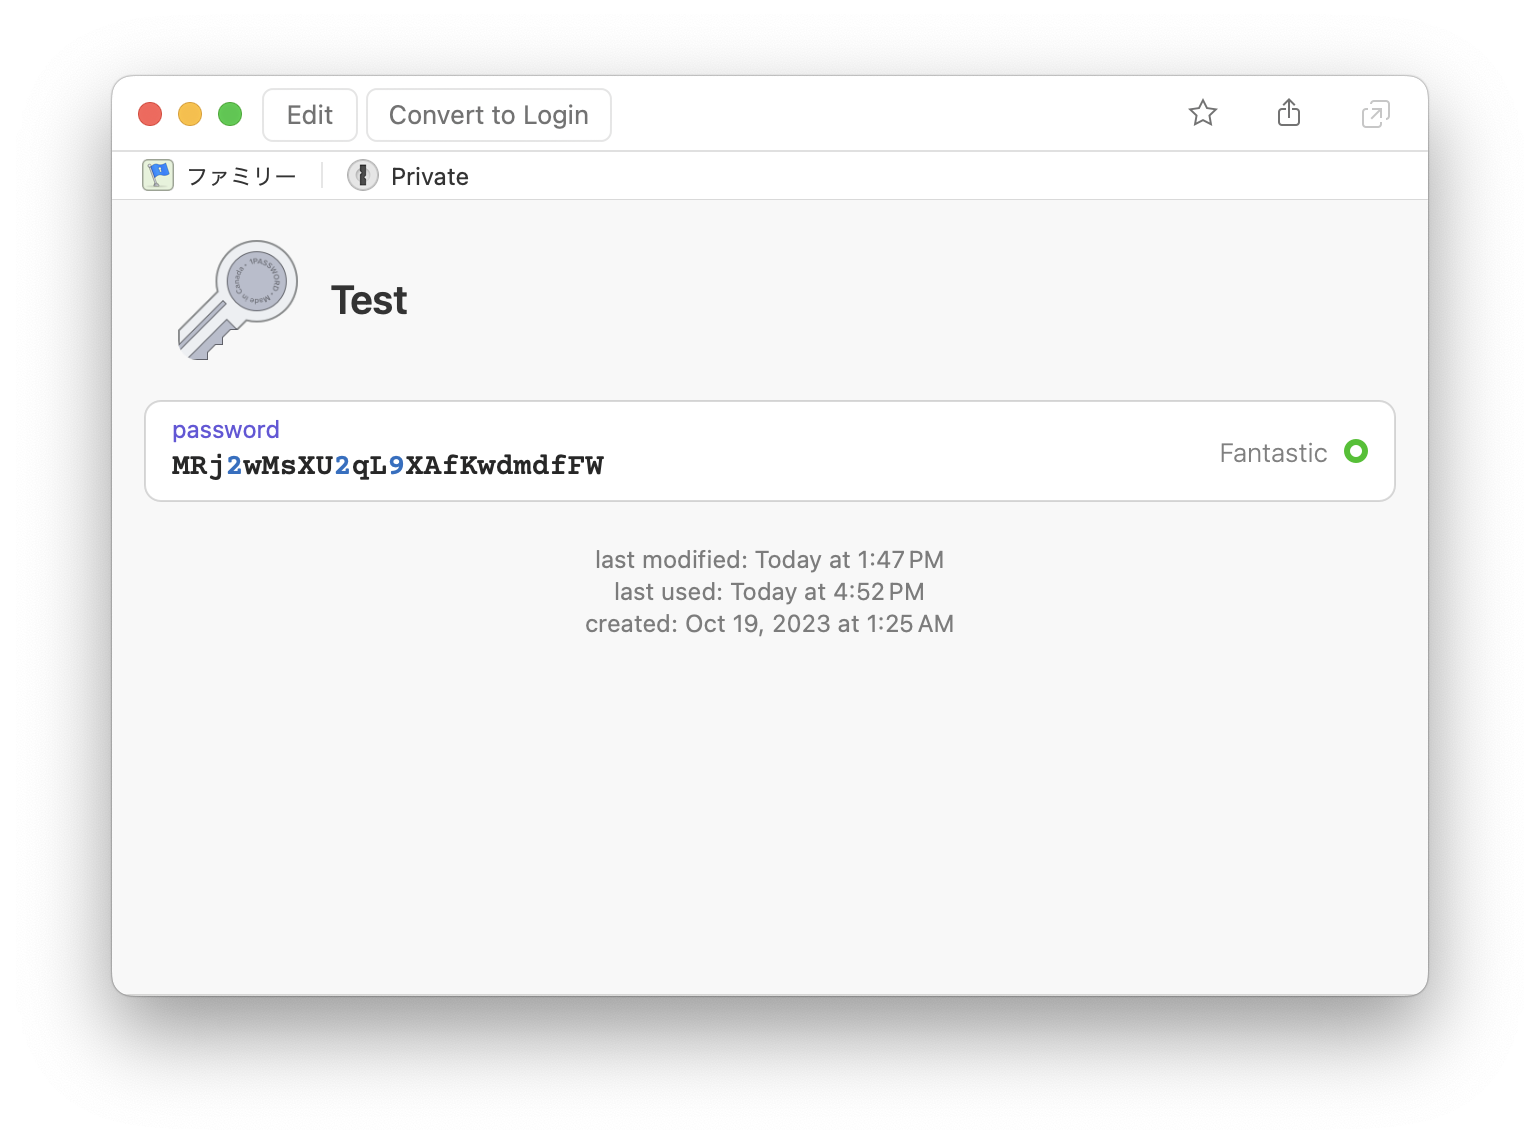 Edit
Convert to Login
ファミリー
Private
1PASSWORD • Made in Canada •
Test
password
MRj2wMsXU2qL9XAfKwdmdfFW
Fantastic
last modified: Today at 1:47 PM
last used: Today at 4:52 PM
created: Oct 19, 2023 at 1:25 AM